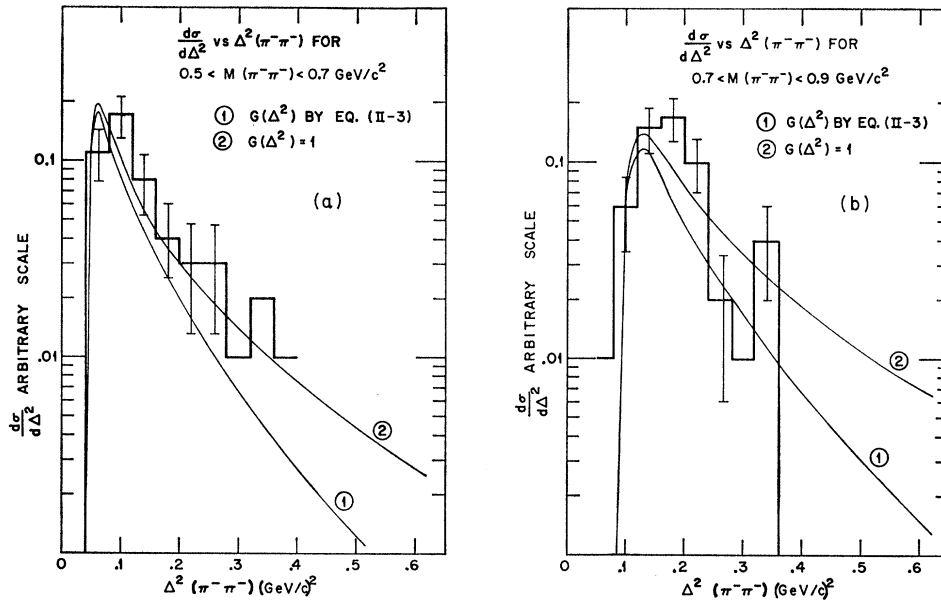 dσ/dΔ² vs Δ² (π⁻π⁻) FOR
0.5 < M (π⁻π⁻) < 0.7 GeV/c²
① G(Δ²) BY EQ. (II-3)
② G(Δ²) = 1
(a)
0.1
.01
dσ/dΔ² ARBITRARY SCALE
②
①
0 .1 .2 .3 .4 .5 .6
Δ² (π⁻π⁻) (GeV/c)²
dσ/dΔ² vs Δ² (π⁻π⁻) FOR
0.7 < M (π⁻π⁻) < 0.9 GeV/c²
① G(Δ²) BY EQ. (II-3)
② G(Δ²) = 1
(b)
0.1
.01
dσ/dΔ² ARBITRARY SCALE
②
①
0 .1 .2 .3 .4 .5 .6
Δ² (π⁻π⁻) (GeV/c)²